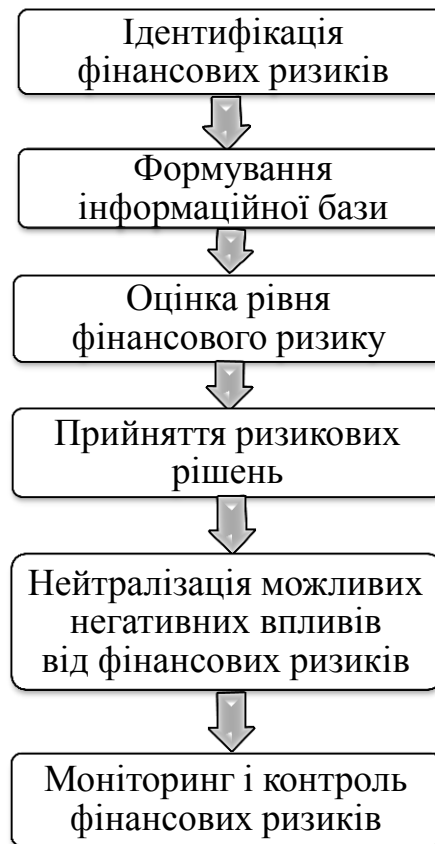 Ідентифікація
фінансових ризиків
Формування
інформаційної бази
Оцінка рівня
фінансового ризику
Прийняття ризикових
рішень
Нейтралізація можливих
негативних впливів
від фінансових ризиків
Моніторинг і контроль
фінансових ризиків